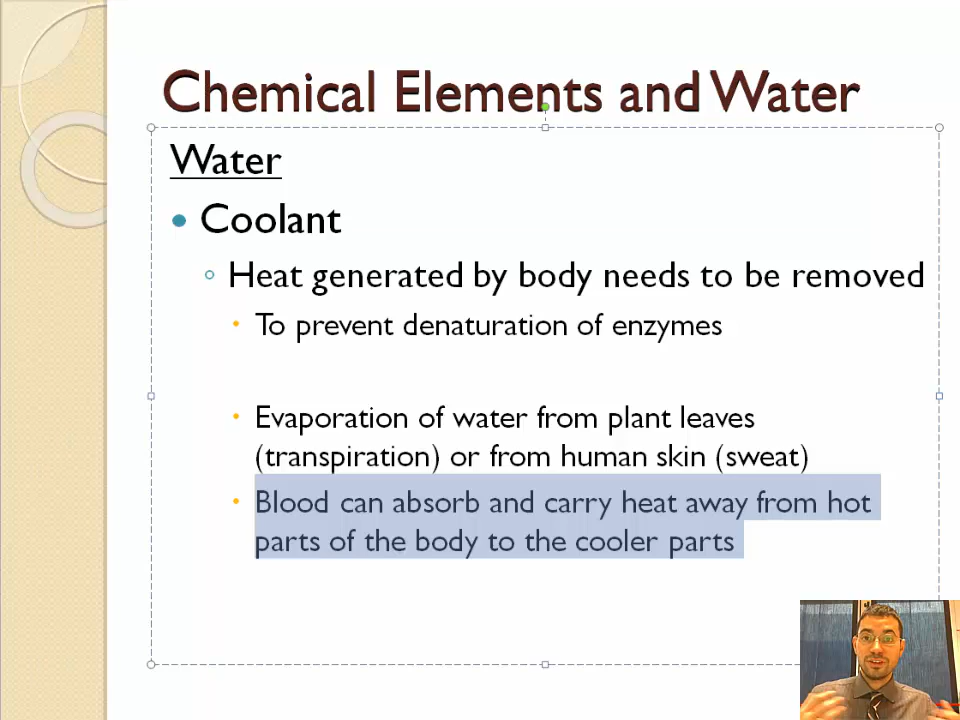 Chemical Elements and Water
Water
• Coolant
◦ Heat generated by body needs to be removed
• To prevent denaturation of enzymes
• Evaporation of water from plant leaves
(transpiration) or from human skin (sweat)
• Blood can absorb and carry heat away from hot
parts of the body to the cooler parts